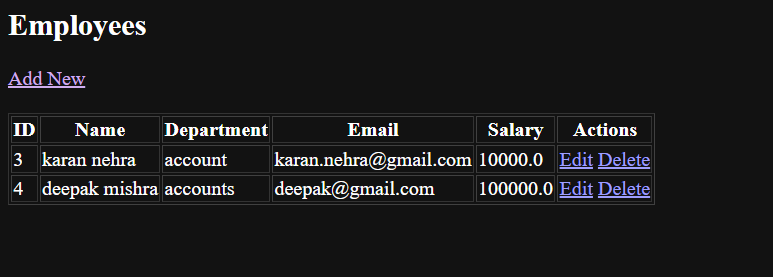 Employees
Add New
ID Name Department Email Salary Actions
3 karan nehra account karan.nehra@gmail.com 10000.0 Edit Delete
4 deepak mishra accounts deepak@gmail.com 100000.0 Edit Delete